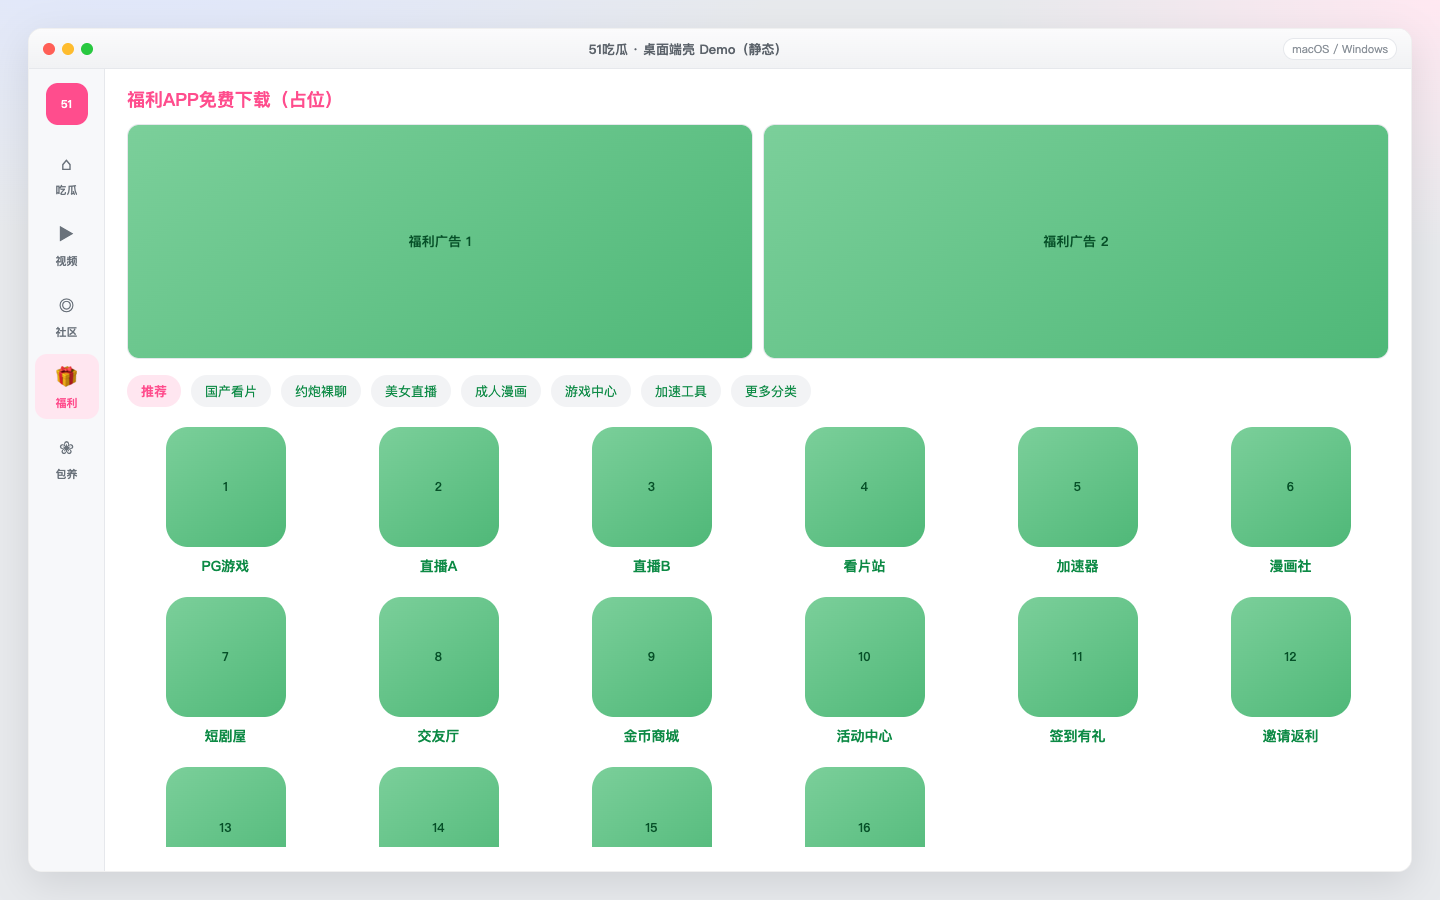 51吃瓜 · 桌面端壳 Demo（静态）
macOS / Windows
51
吃瓜
视频
社区
福利
包养
福利APP免费下载（占位）
福利广告 1
福利广告 2
推荐
国产看片
约炮裸聊
美女直播
成人漫画
游戏中心
加速工具
更多分类
1
2
3
4
5
6
PG游戏
直播A
直播B
看片站
加速器
漫画社
7
8
9
10
11
12
短剧屋
交友厅
金币商城
活动中心
签到有礼
邀请返利
13
14
15
16